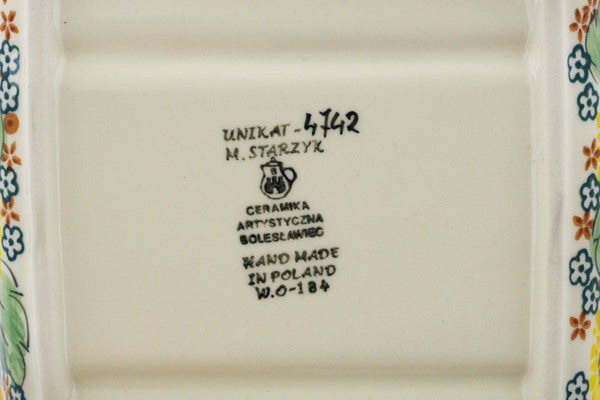 UNIKAT-4742
M. STARZYK
CERAMIKA
ARTYSTYCZNA
BOLESŁAWIEC
HAND MADE
IN POLAND
W.O-184